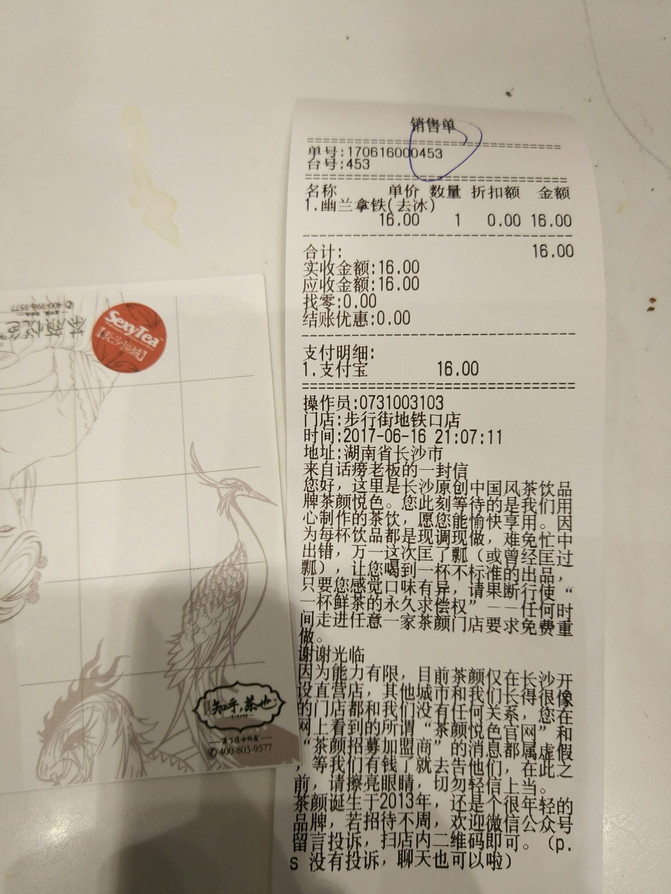 销售单
单号:170616000453
台号:453
名称 单价 数量 折扣额 金额
1.幽兰拿铁(去冰)
16.00 1 0.00 16.00
合计: 16.00
实收金额:16.00
应收金额:16.00
找零:0.00
结账优惠:0.00
支付明细:
1.支付宝 16.00
操作员:0731003103
门店:步行街地铁口店
时间:2017-06-16 21:07:11
地址:湖南省长沙市
来自话痨老板的一封信
您好，这里是长沙原创中国风茶饮品
牌茶颜悦色。您此刻等待的是我们用
心制作的茶饮，愿您能愉快享用。因
为每杯饮品都是现调现做，难免忙中
出错，万一这次匡了瓢（或曾经匡过
瓢），让您喝到一杯不标准的出品，
只要您感觉口味有异，请果断行使“
一杯鲜茶的永久求偿权”——任何时
间走进任意一家茶颜门店要求免费重
做。
谢谢光临
因为能力有限，目前茶颜仅在长沙开
设直营店，其他城市和我们长得很像
的门店都和我们没有任何关系，您在
网上看到的所谓“茶颜悦色官网”和
“茶颜招募加盟商”的消息都属虚假
，等我们有钱了就去告他们，在此之
前，请擦亮眼睛，切勿轻信上当。
茶颜诞生于2013年，还是个很年轻的
品牌，若招待不周，欢迎微信公众号
留言投诉，扫店内二维码即可。（p.
s 没有投诉，聊天也可以啦）
SexyTea
知乎,茶也
✆400-805-9577